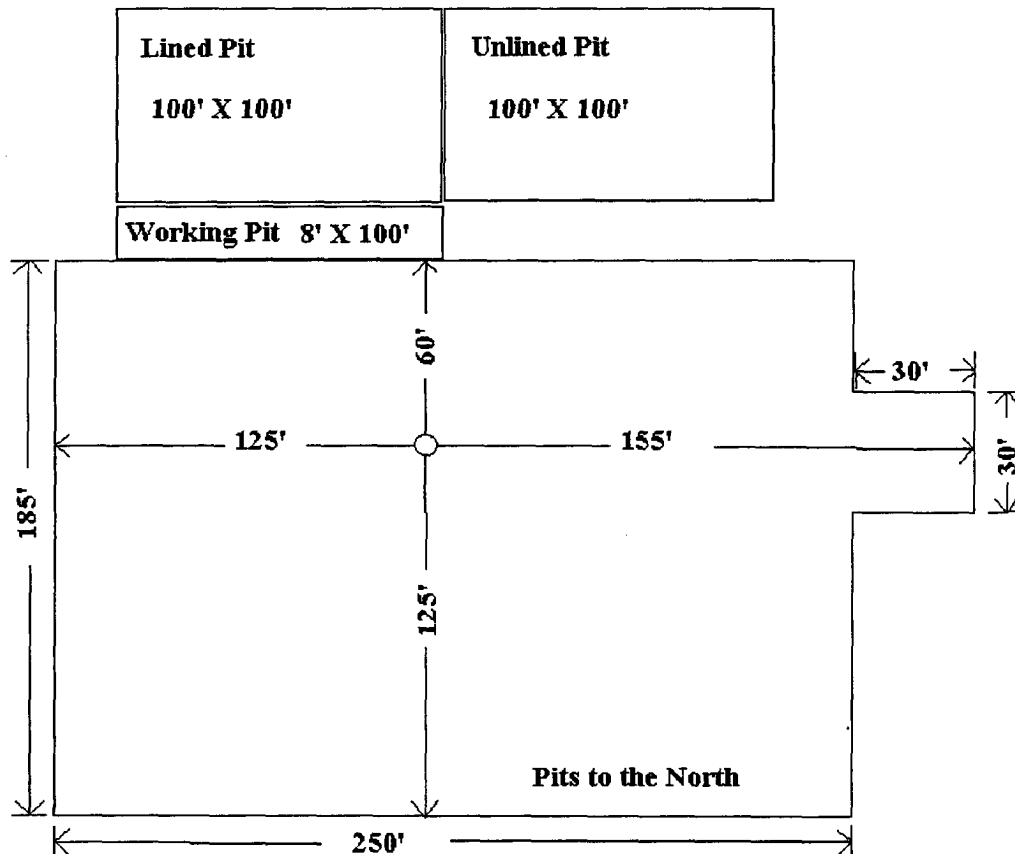 Lined Pit
100' X 100'
Unlined Pit
100' X 100'
Working Pit 8' X 100'
60'
30'
125'
155'
30'
185'
125'
Pits to the North
250'